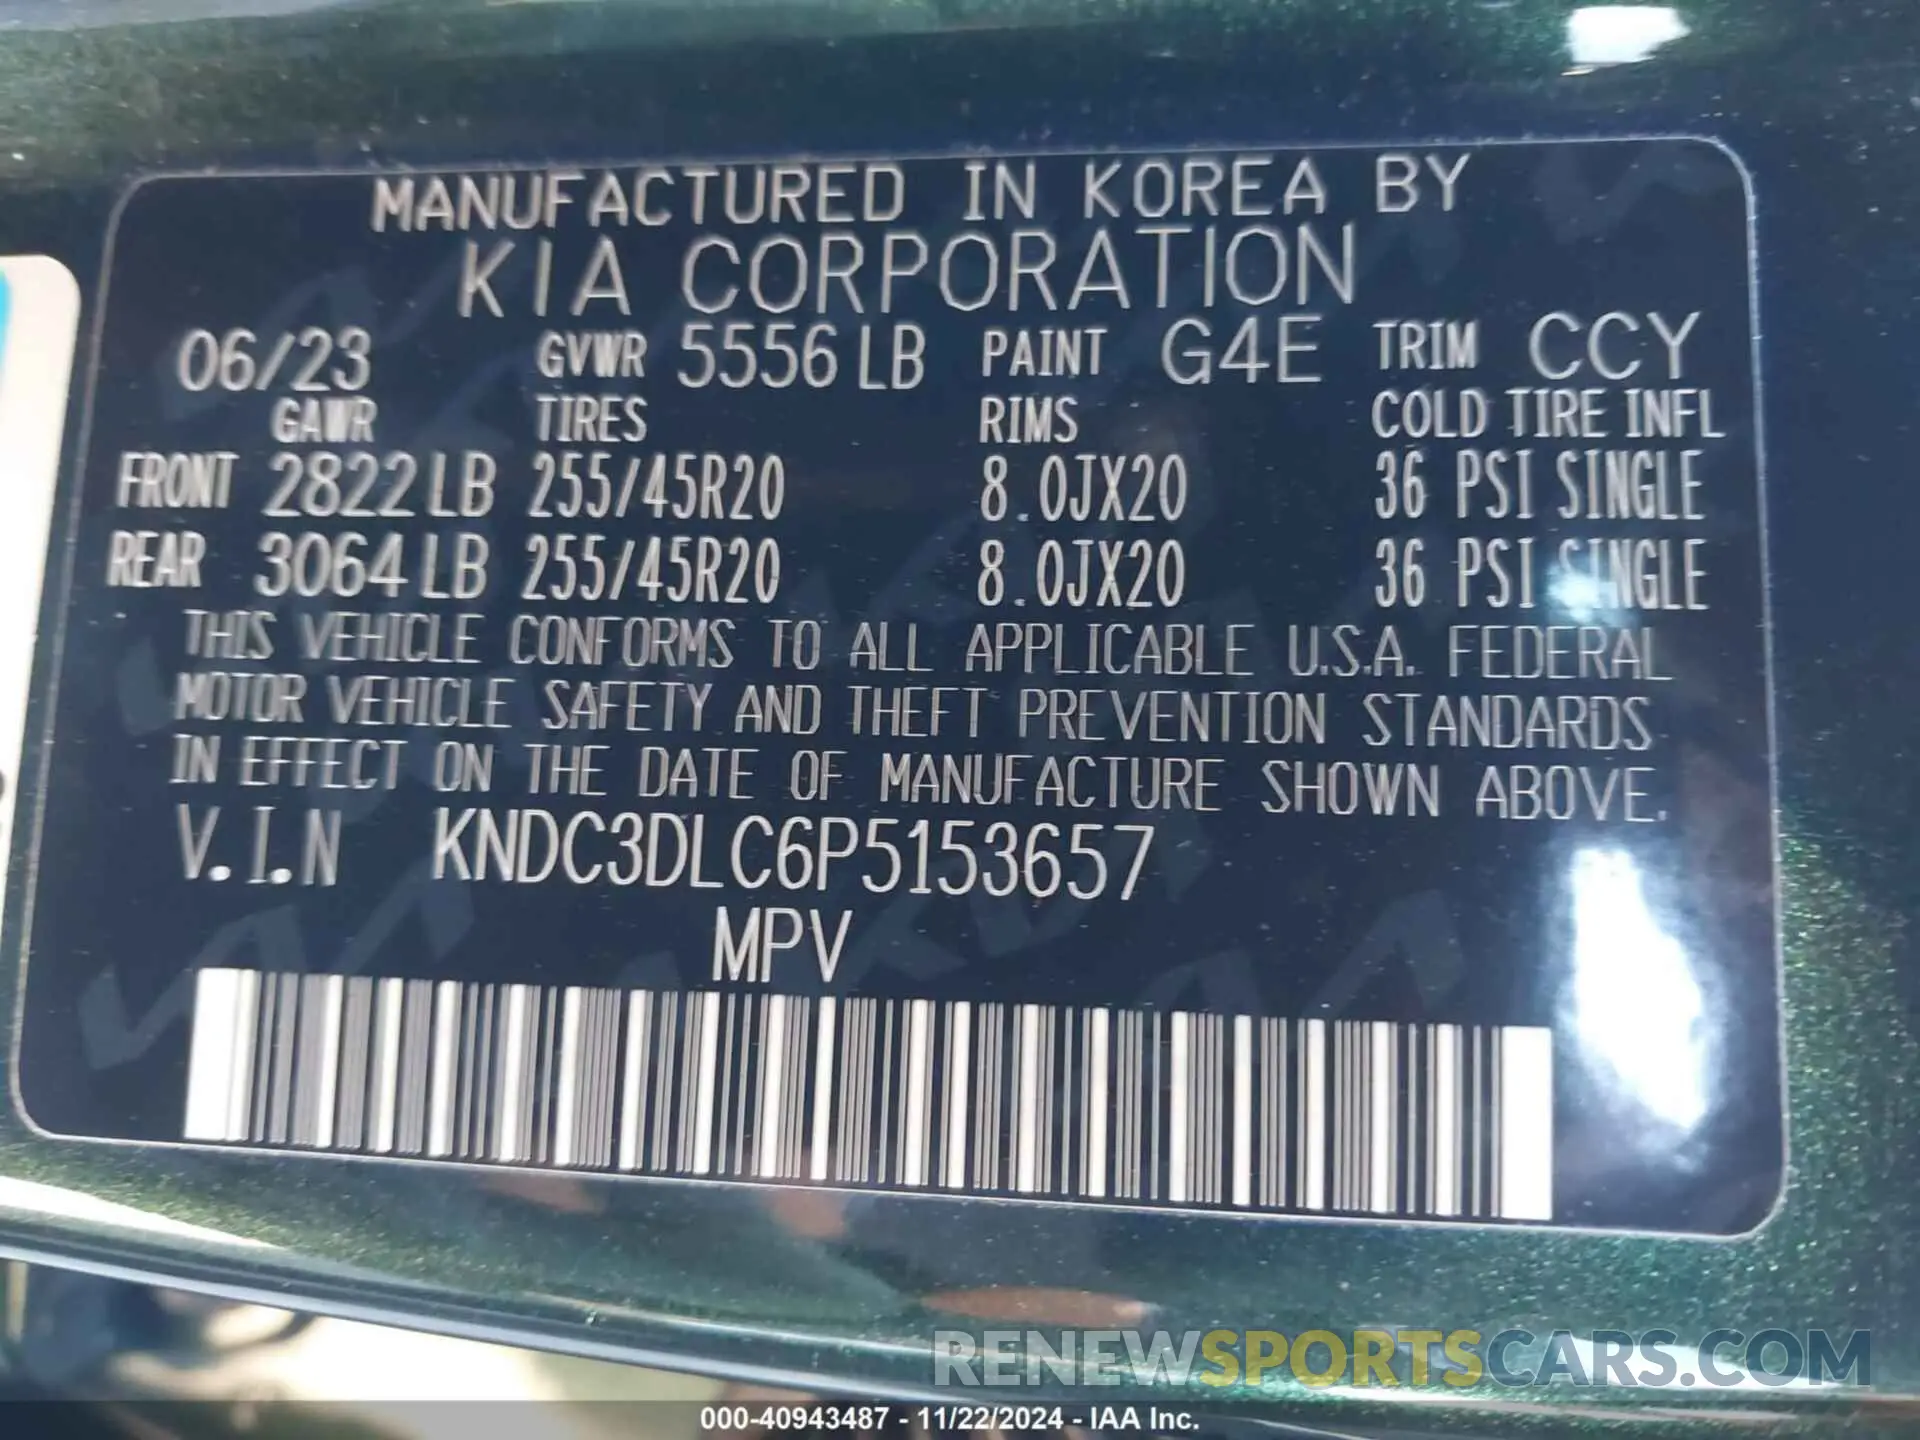 MANUFACTURED IN KOREA BY
KIA CORPORATION
06/23 GVWR 5556 LB PAINT G4E TRIM CCY
GAWR TIRES RIMS COLD TIRE INFL
FRONT 2822 LB 255/45R20 8.0JX20 36 PSI SINGLE
REAR 3064 LB 255/45R20 8.0JX20 36 PSI SINGLE
THIS VEHICLE CONFORMS TO ALL APPLICABLE U.S.A. FEDERAL
MOTOR VEHICLE SAFETY AND THEFT PREVENTION STANDARDS
IN EFFECT ON THE DATE OF MANUFACTURE SHOWN ABOVE.
V.I.N KNDC3DLC6P5153657
MPV
RENEWSPORTSCARS.COM
000-40943487 - 11/22/2024 - IAA Inc.